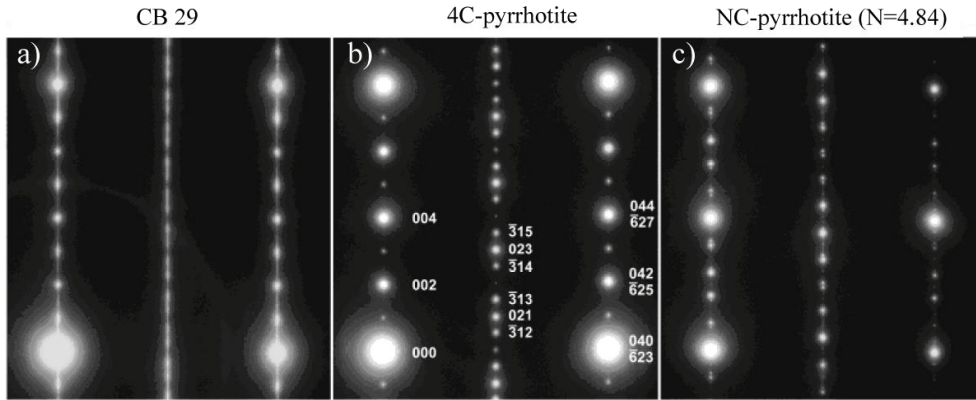 CB 29
4C-pyrrhotite
NC-pyrrhotite (N=4.84)
a)
b)
c)
004
002
000
3̅15
023
3̅14
3̅13
021
3̅12
044
6̅27
042
6̅25
040
6̅23